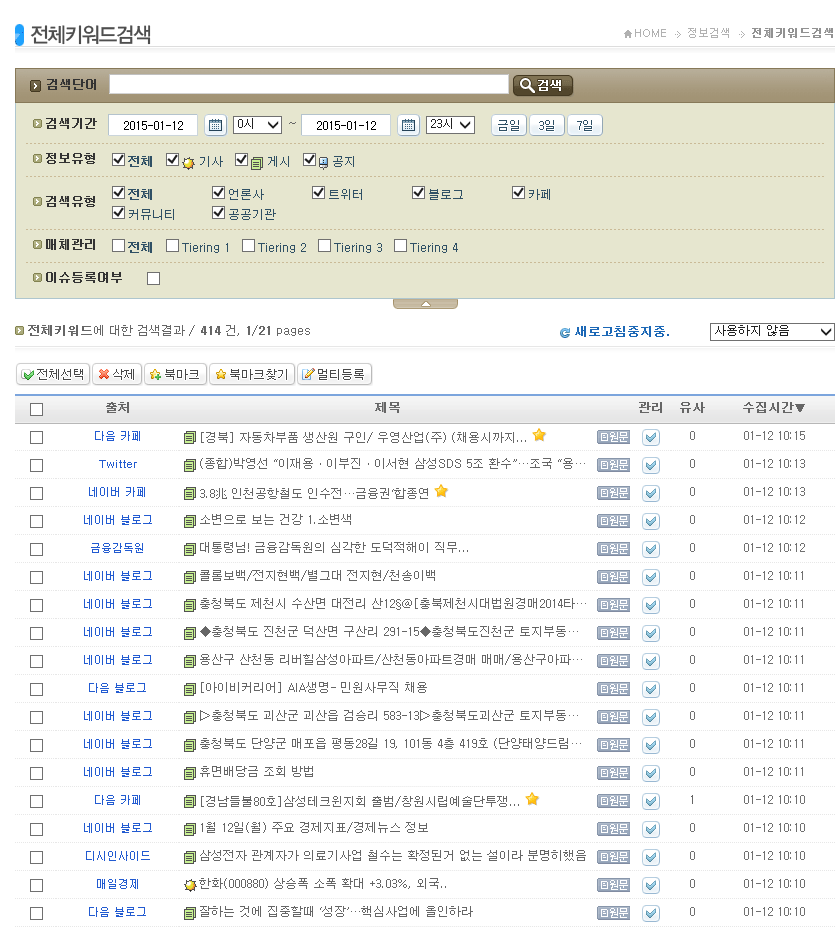 전체키워드검색 HOME 정보검색 전체키워드검색
검색단어 검색
검색기간 2015-01-12 0시 ~ 2015-01-12 23시 금일 3일 7일
정보유형 전체 기사 게시 공지
검색유형 전체 언론사 트위터 블로그 카페
커뮤니티 공공기관
매체관리 전체 Tiering 1 Tiering 2 Tiering 3 Tiering 4
이슈등록여부
전체키워드에 대한 검색결과 / 414 건, 1/21 pages 새로고침중지중. 사용하지 않음
전체선택 삭제 북마크 북마크찾기 멀티등록
출처 제목 관리 유사 수집시간▼
다음 카페 [경북] 자동차부품 생산원 구인/ 우영산업(주) (채용시까지... 원문 0 01-12 10:15
Twitter (종합)박영선 “이재용·이부진·이서현 삼성SDS 5조 환수”…조국 “용… 원문 0 01-12 10:13
네이버 카페 3.8兆 인천공항철도 인수전…금융권'합종연 원문 0 01-12 10:13
네이버 블로그 소변으로 보는 건강 1.소변색 원문 0 01-12 10:12
금융감독원 대통령님! 금융감독원의 심각한 도덕적해이 직무... 원문 0 01-12 10:12
네이버 블로그 콜롬보백/전지현백/별그대 전지현/천송이백 원문 0 01-12 10:11
네이버 블로그 충청북도 제천시 수산면 대전리 산12§@[충북제천시대법원경매2014타… 원문 0 01-12 10:11
네이버 블로그 ◆충청북도 진천군 덕산면 구산리 291-15◆충청북도진천군 토지부동… 원문 0 01-12 10:11
네이버 블로그 용산구 산천동 리버힐삼성아파트/산천동아파트경매 매매/용산구아파… 원문 0 01-12 10:11
다음 블로그 [아이비커리어] AIA생명- 민원사무직 채용 원문 0 01-12 10:11
네이버 블로그 ▷충청북도 괴산군 괴산읍 검승리 583-13▷충청북도괴산군 토지부동… 원문 0 01-12 10:11
네이버 블로그 충청북도 단양군 매포읍 평동28길 19, 101동 4층 419호 (단양태양드림… 원문 0 01-12 10:11
네이버 블로그 휴면배당금 조회 방법 원문 0 01-12 10:11
다음 카페 [경남들불80호]삼성테크윈지회 출범/창원시립예술단투쟁... 원문 1 01-12 10:10
네이버 블로그 1월 12일(월) 주요 경제지표/경제뉴스 정보 원문 0 01-12 10:10
디시인사이드 삼성전자 관계자가 의료기사업 철수는 확정된거 없는 설이라 분명히했음 원문 0 01-12 10:10
매일경제 한화(000880) 상승폭 소폭 확대 +3.03%, 외국.. 원문 0 01-12 10:10
다음 블로그 잘하는 것에 집중할때 '성장'…핵심사업에 올인하라 원문 0 01-12 10:10